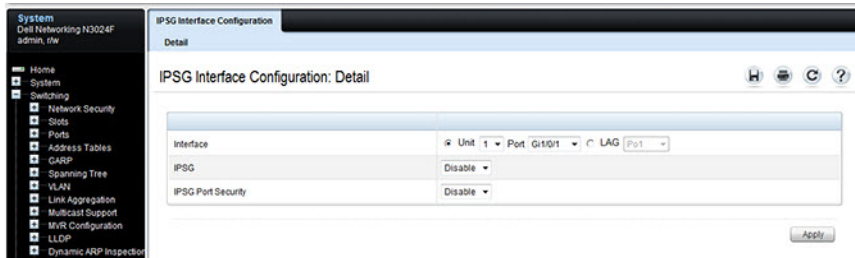 System
Dell Networking N3024F
admin, r/w
IPSG Interface Configuration
Detail
Home
System
Switching
Network Security
Slots
Ports
Address Tables
GARP
Spanning Tree
VLAN
Link Aggregation
Multicast Support
MVR Configuration
LLDP
Dynamic ARP Inspection
IPSG Interface Configuration: Detail
Interface Unit 1 Port Gi1/0/1 LAG Po1
IPSG Disable
IPSG Port Security Disable
Apply